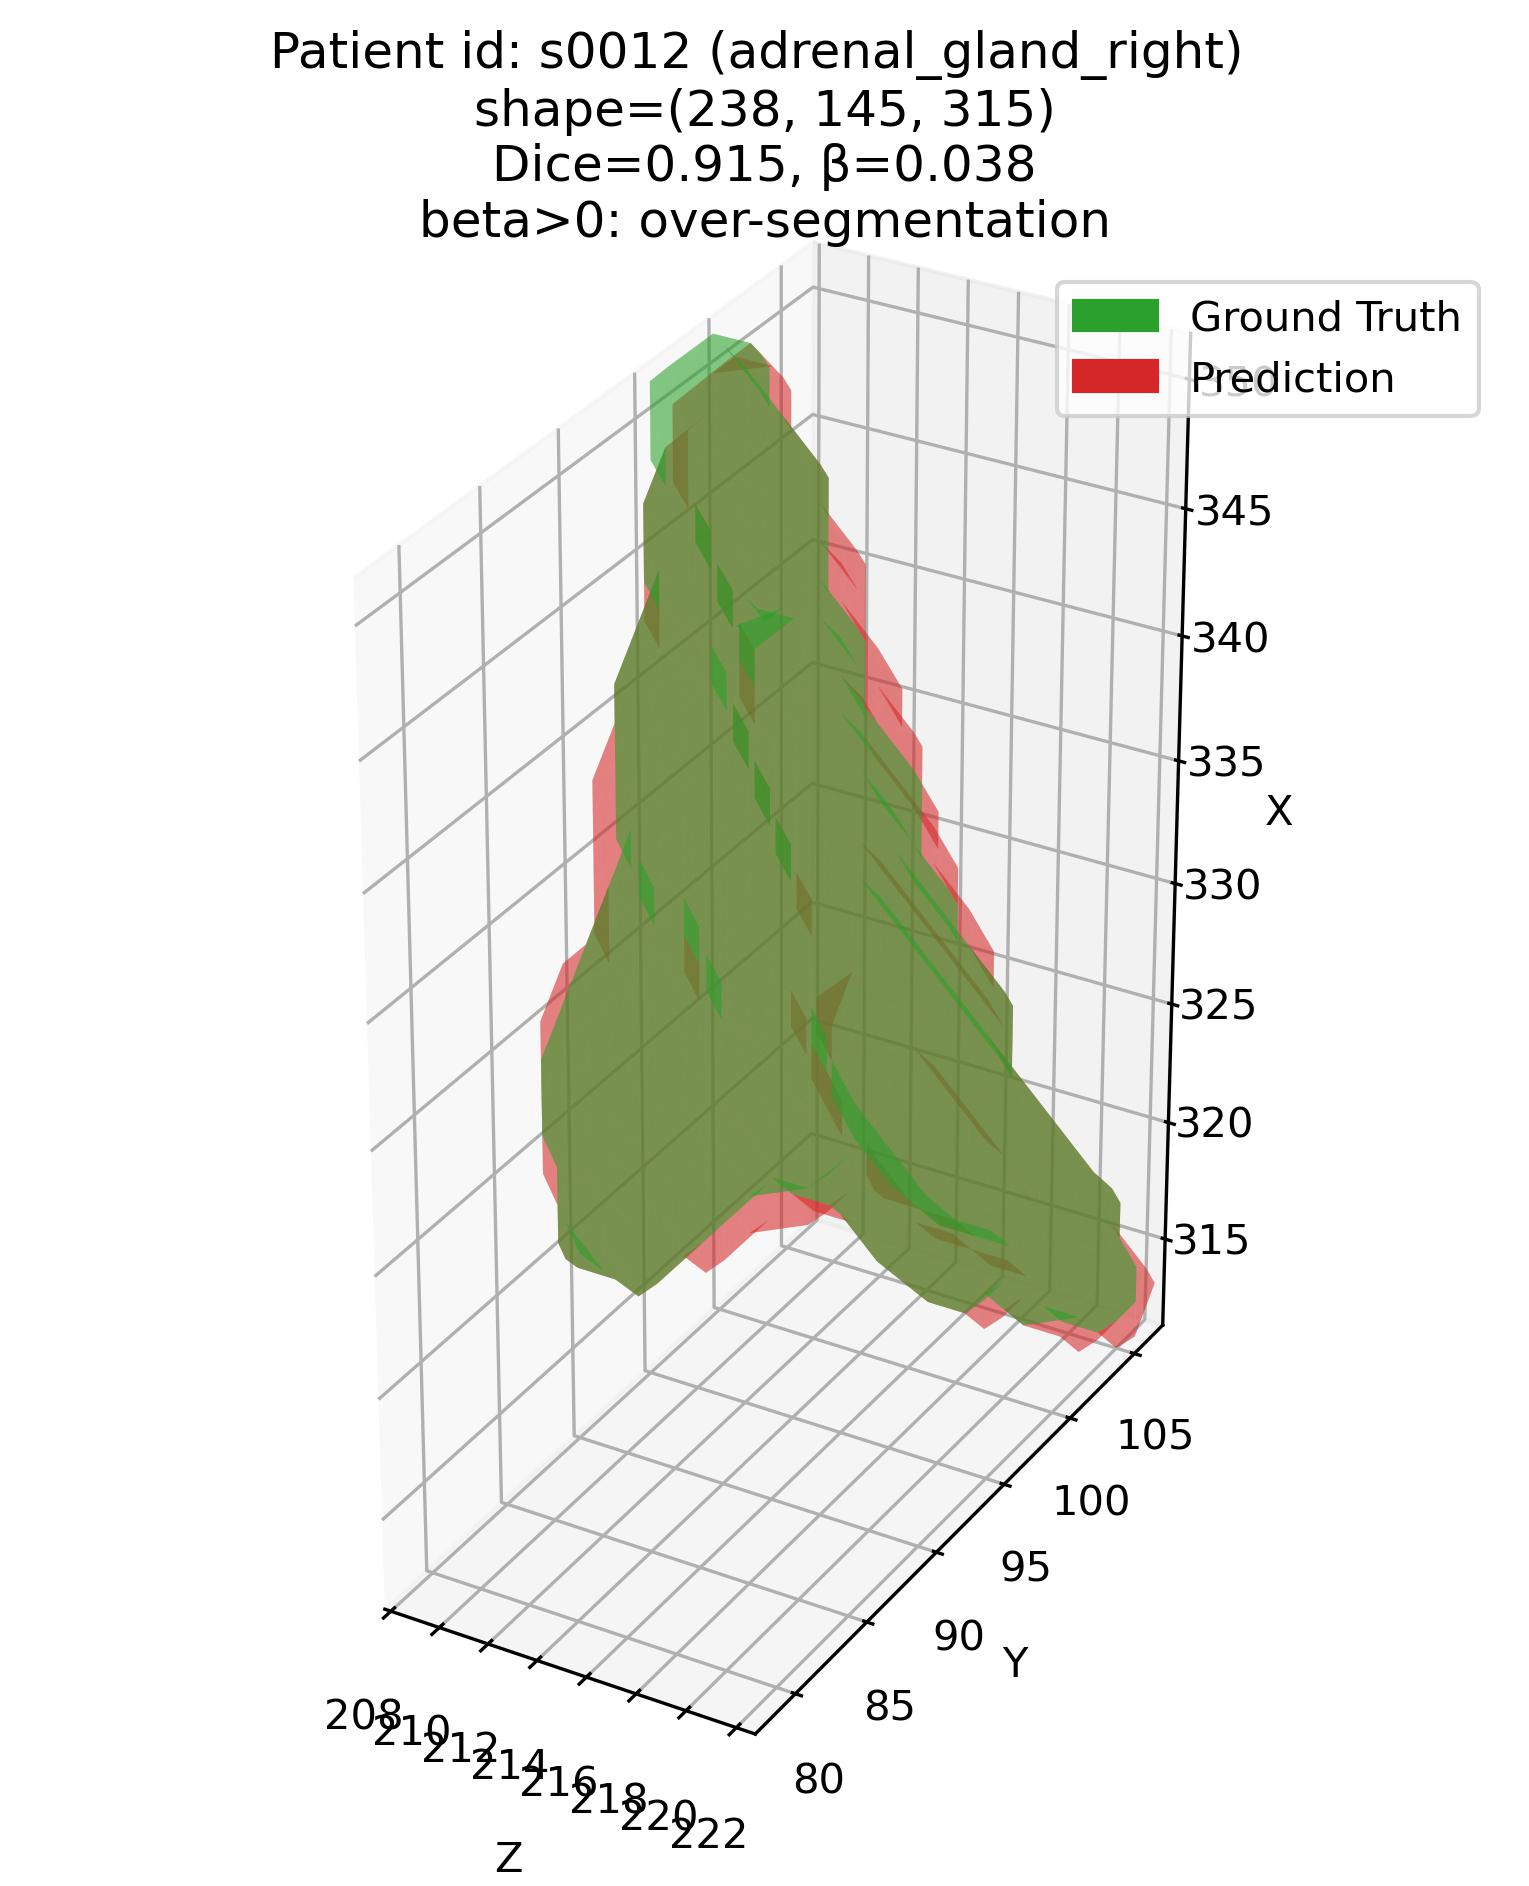 Patient id: s0012 (adrenal_gland_right)
shape=(238, 145, 315)
Dice=0.915, β=0.038
beta>0: over-segmentation
Ground Truth
Prediction
350
345
340
335
X
330
325
320
315
105
100
95
90
Y
85
80
208
210
212
214
216
218
220
222
Z